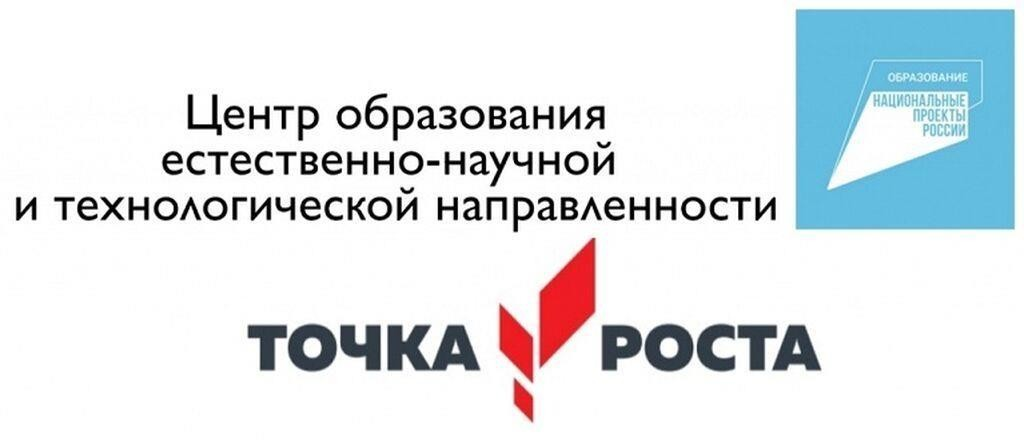 Центр образования
естественно-научной
и технологической направленности
ОБРАЗОВАНИЕ
НАЦИОНАЛЬНЫЕ
ПРОЕКТЫ
РОССИИ
ТОЧКА РОСТА